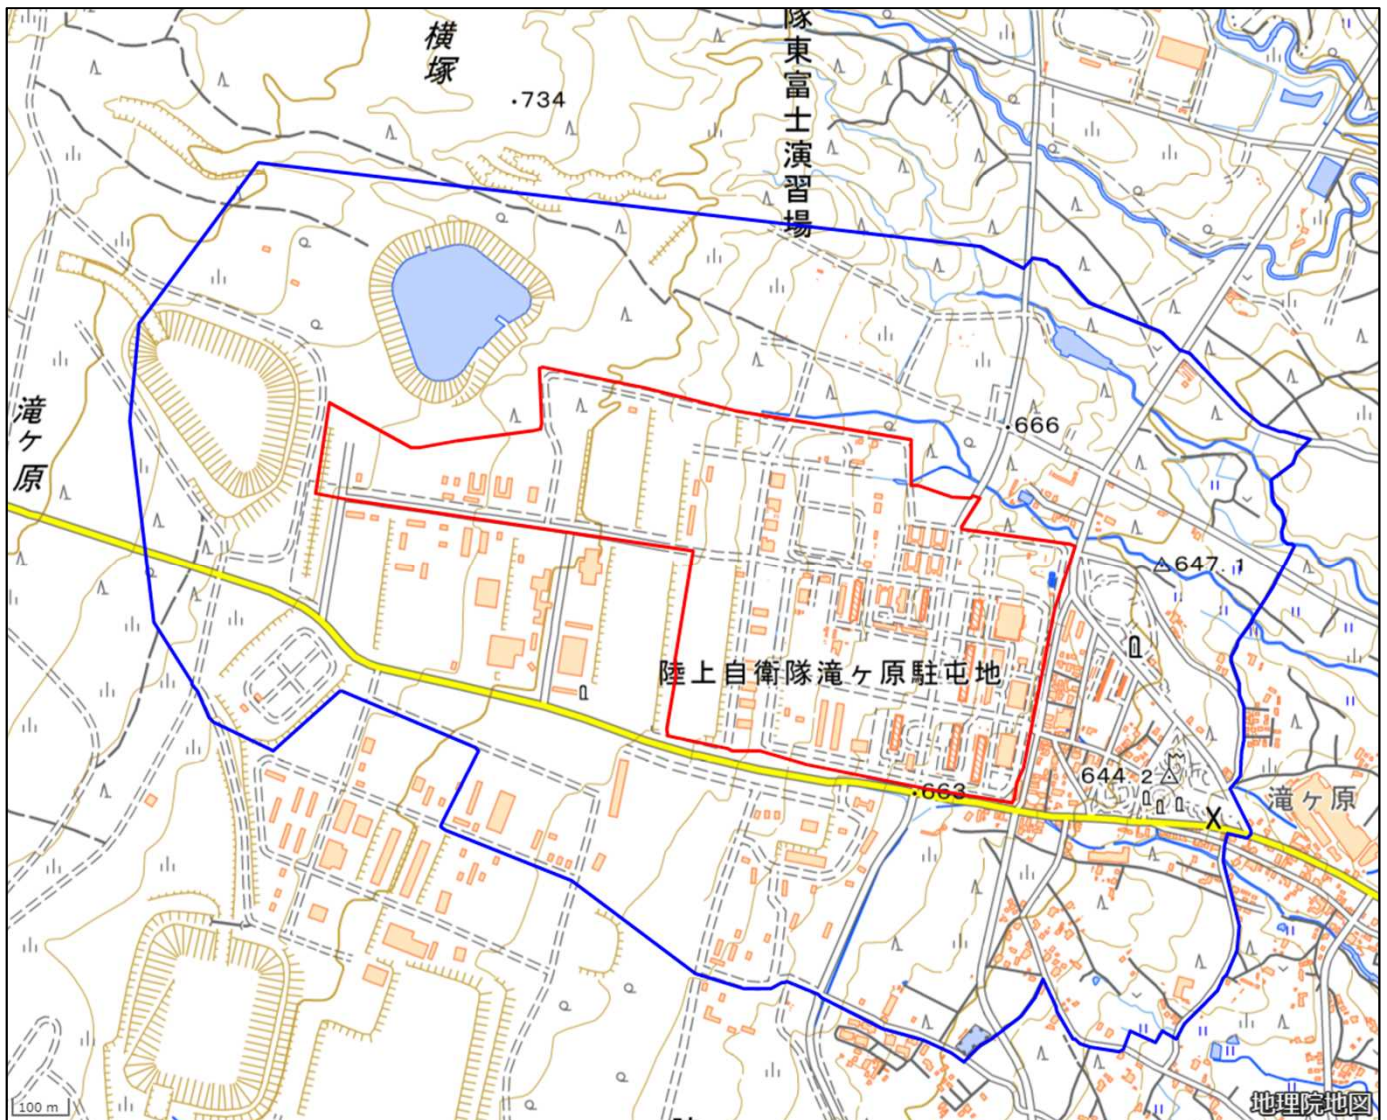 横塚
隊東富士演習場
・734
滝ヶ原
・666
647.1
陸上自衛隊滝ヶ原駐屯地
644.2
・663
滝ヶ原
100 m
地理院地図